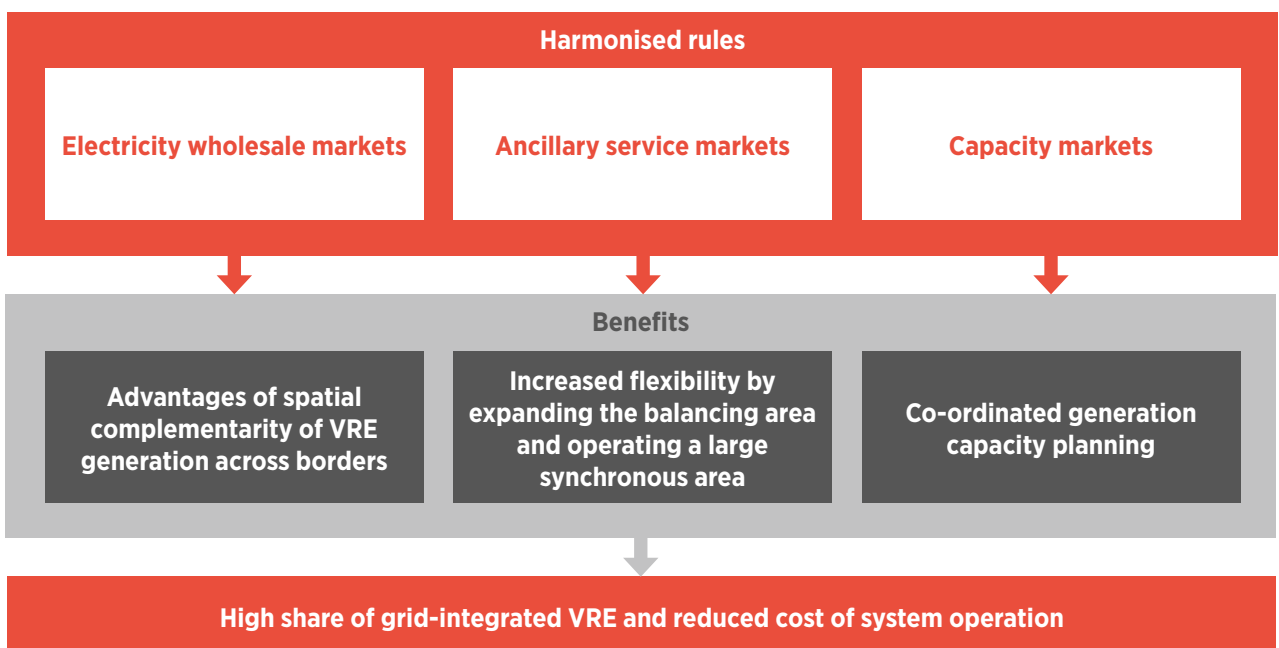 Harmonised rules
Electricity wholesale markets
Ancillary service markets
Capacity markets
Benefits
Advantages of spatial
complementarity of VRE
generation across borders
Increased flexibility by
expanding the balancing area
and operating a large
synchronous area
Co-ordinated generation
capacity planning
High share of grid-integrated VRE and reduced cost of system operation